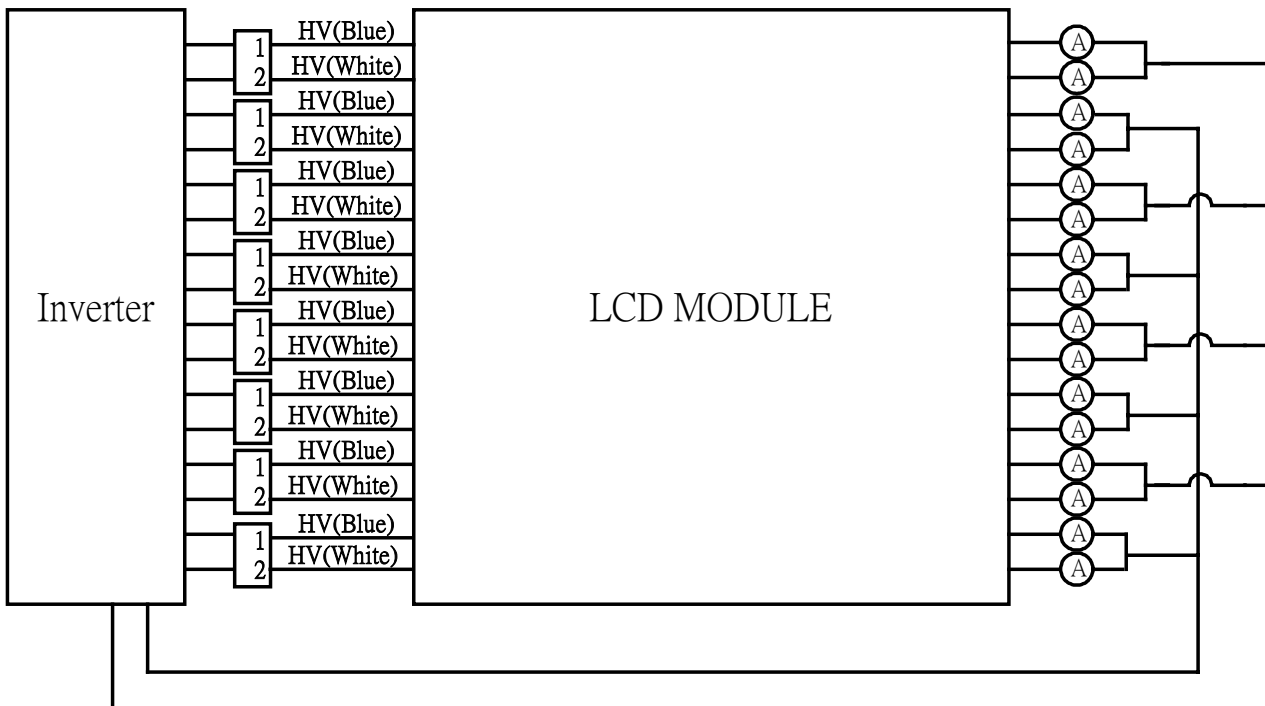 HV(Blue)
1
A
HV(White)
2
A
HV(Blue)
1
A
HV(White)
2
A
HV(Blue)
1
A
HV(White)
2
A
HV(Blue)
1
A
HV(White)
2
A
Inverter
LCD MODULE
HV(Blue)
1
A
HV(White)
2
A
HV(Blue)
1
A
HV(White)
2
A
HV(Blue)
1
A
HV(White)
2
A
HV(Blue)
1
A
HV(White)
2
A